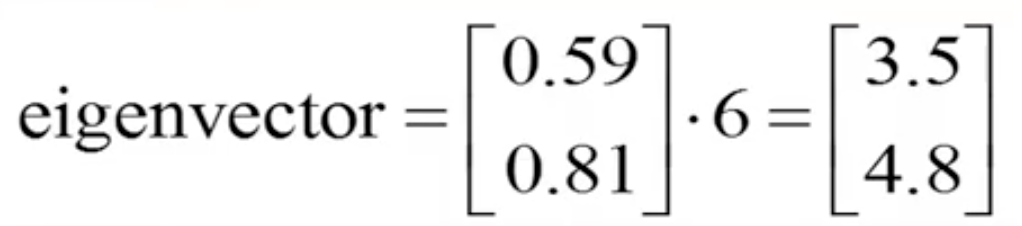 eigenvector = [0.59 0.81] · 6 = [3.5 4.8]